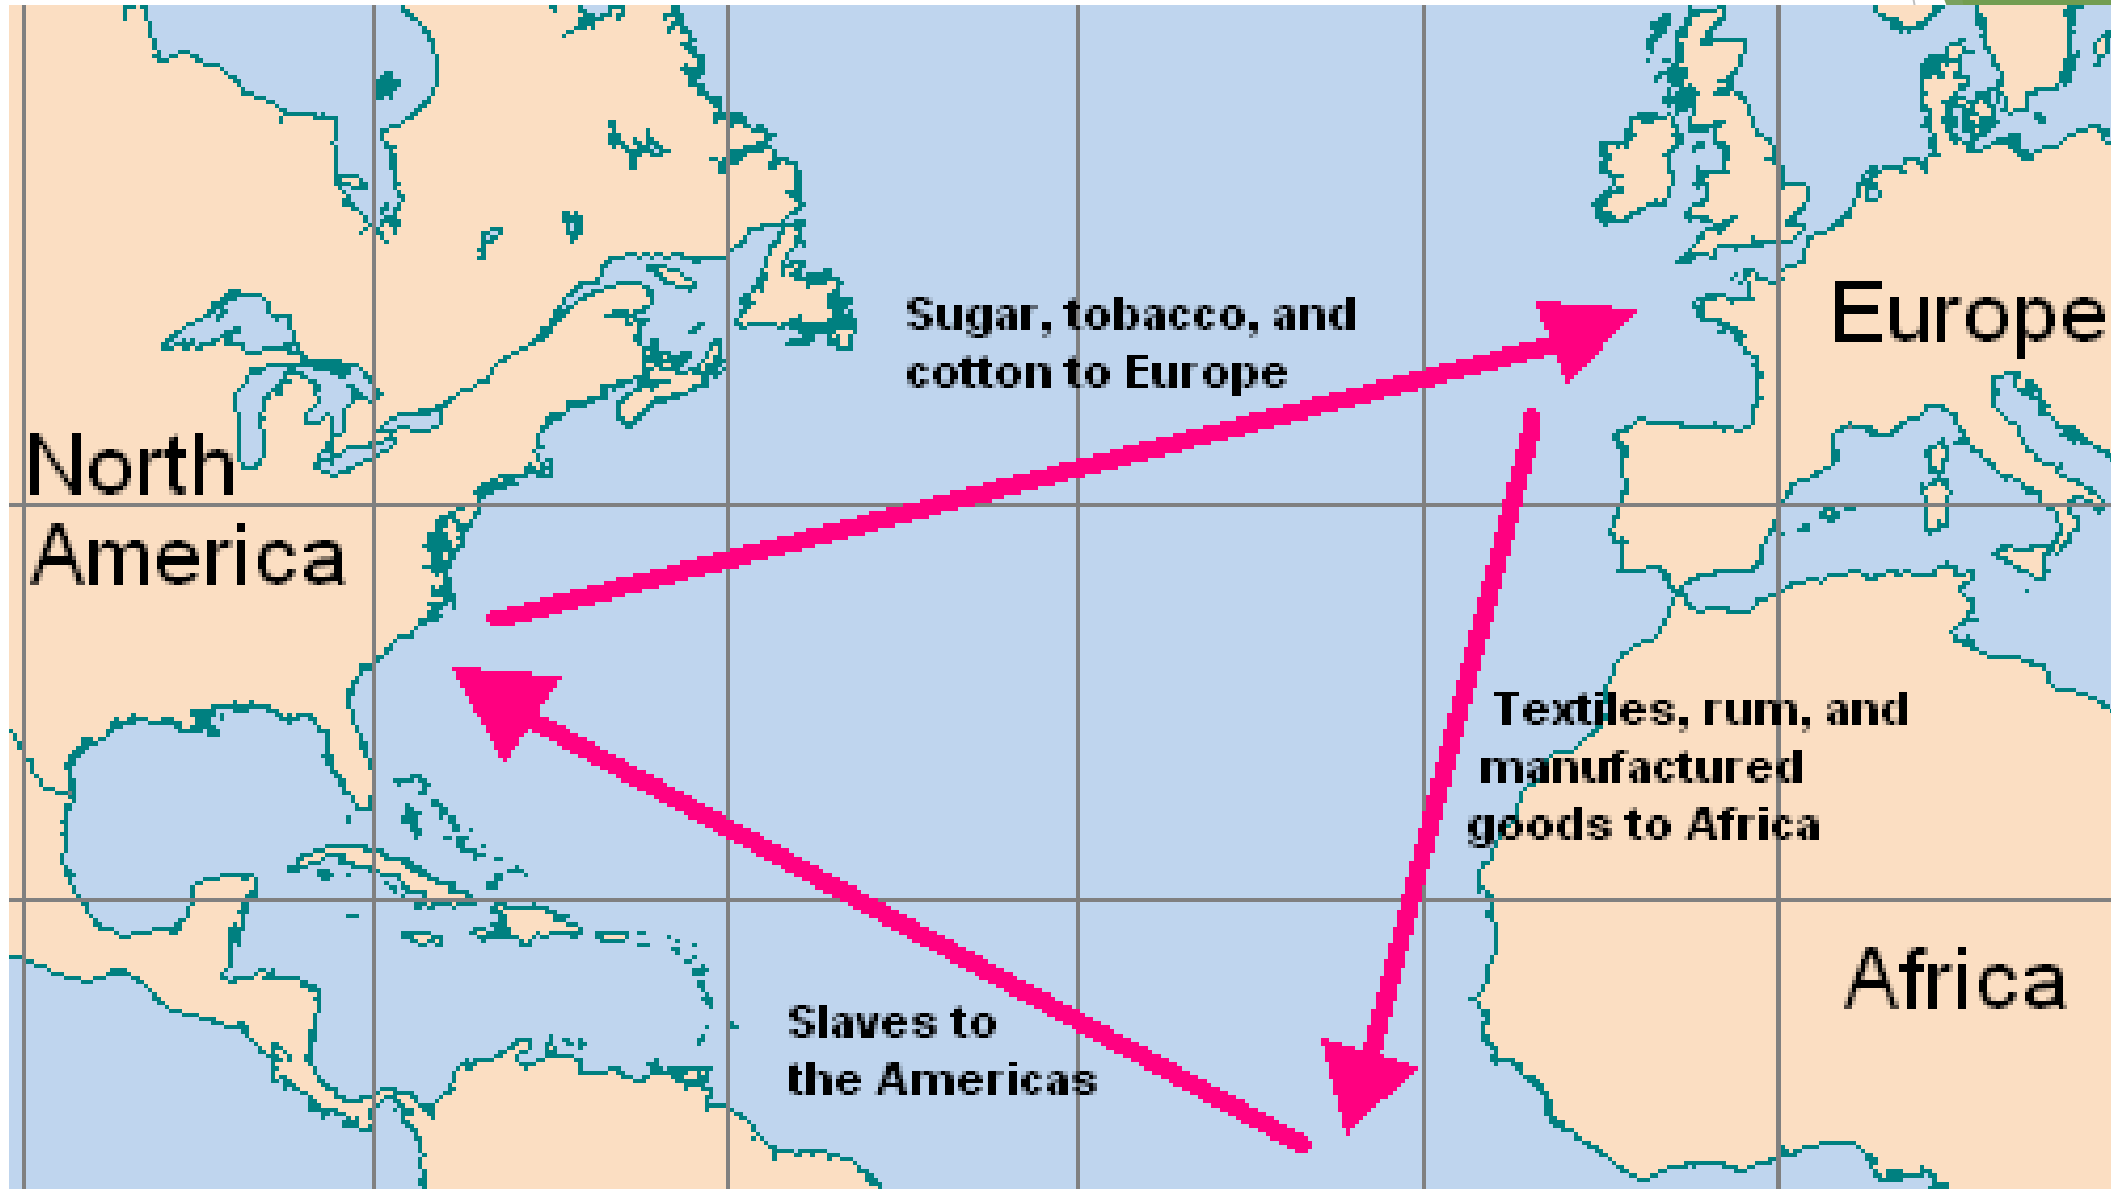 Sugar, tobacco, and
cotton to Europe
Europe
North
America
Textiles, rum, and
manufactured
goods to Africa
Africa
Slaves to
the Americas